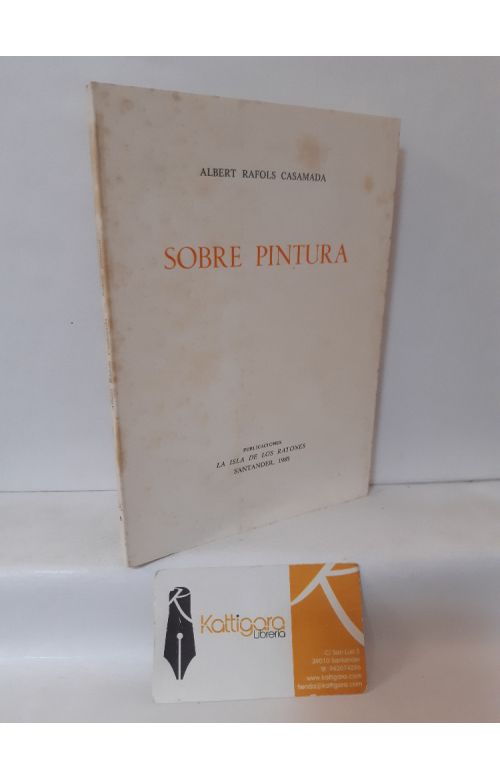 ALBERT RAFOLS CASAMADA
SOBRE PINTURA
PUBLICACIONES
LA ISLA DE LOS RATONES
SANTANDER, 1985
Kattigara
Librería
C/ San Luis 5
39010 Santander
www.kattigara.com
tienda@kattigara.com